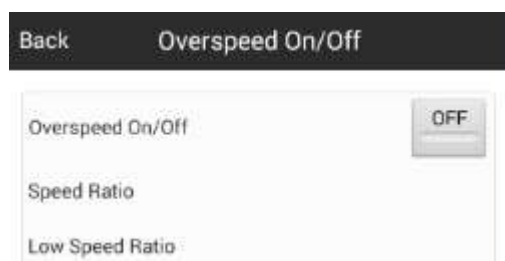 Back Overspeed On/Off
Overspeed On/Off OFF
Speed Ratio
Low Speed Ratio